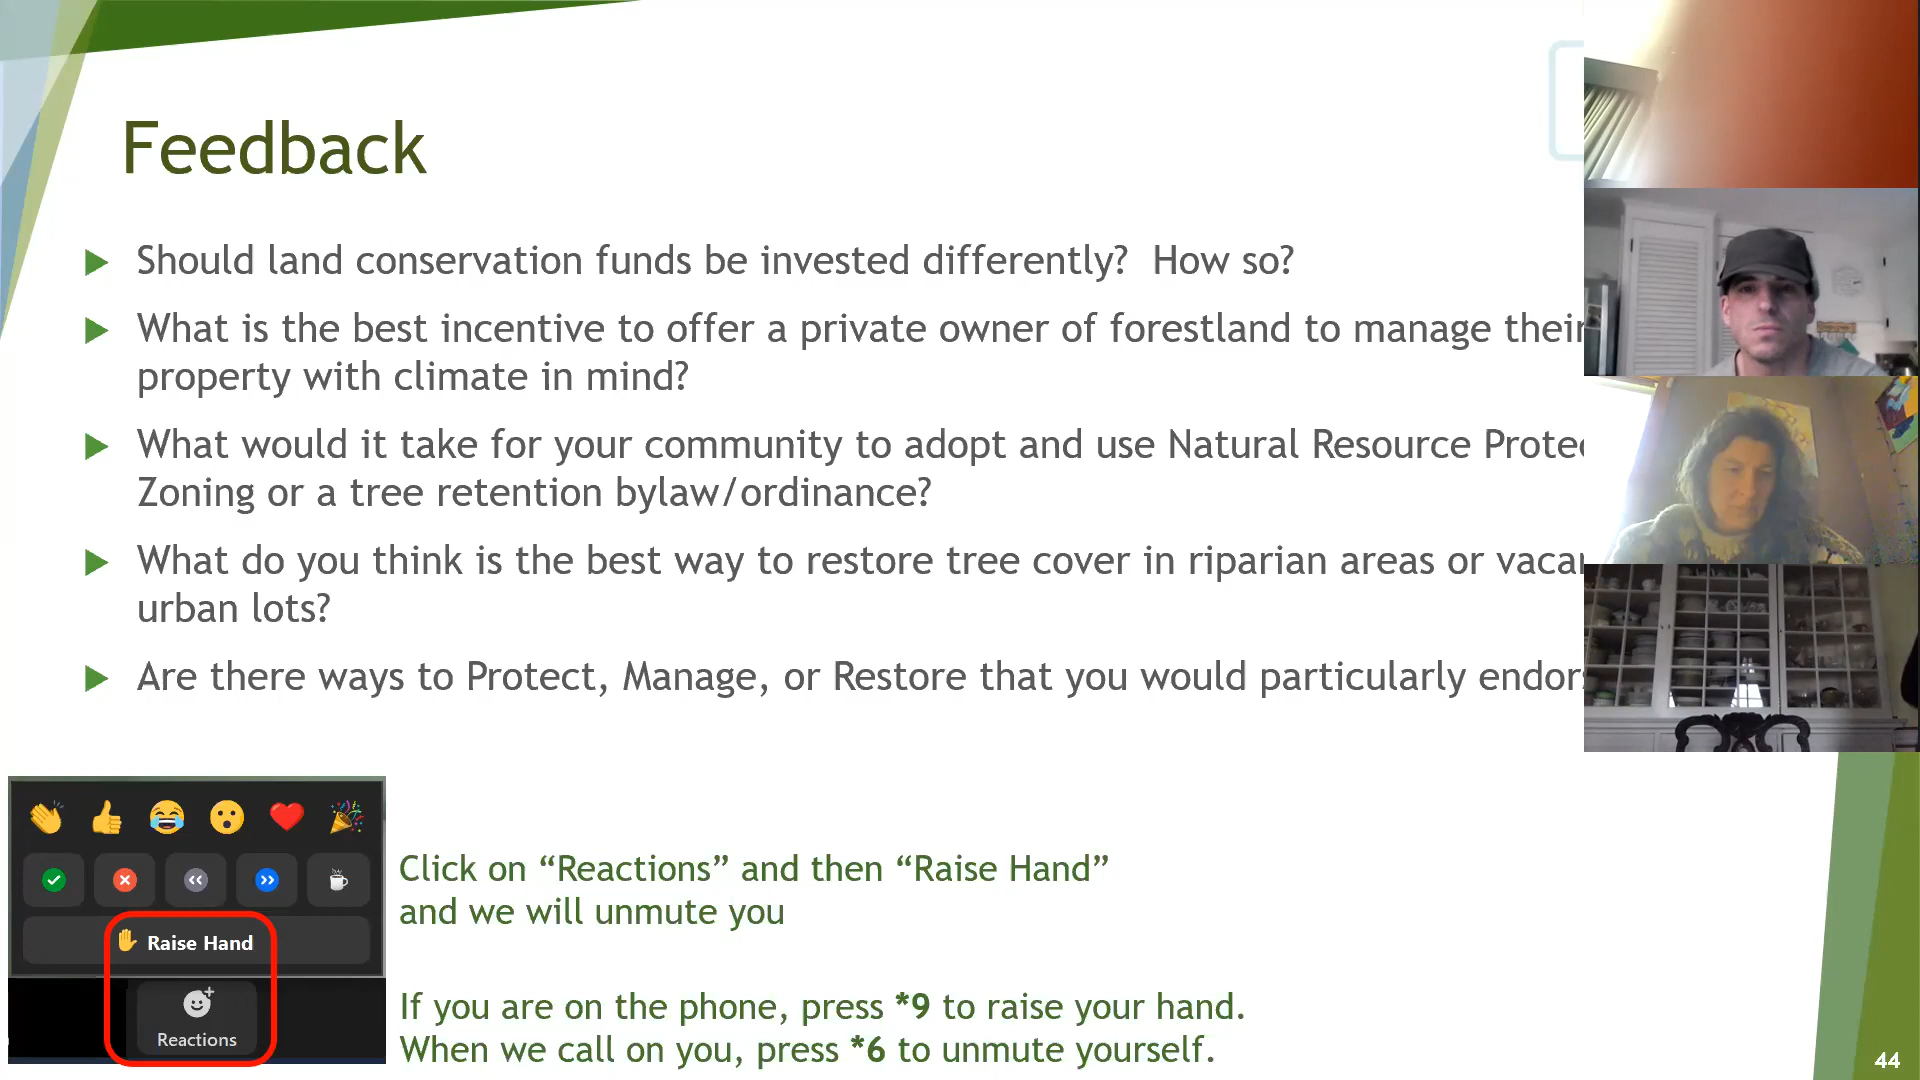 Feedback
Should land conservation funds be invested differently? How so?
What is the best incentive to offer a private owner of forestland to manage their
property with climate in mind?
What would it take for your community to adopt and use Natural Resource Protec
Zoning or a tree retention bylaw/ordinance?
What do you think is the best way to restore tree cover in riparian areas or vacan
urban lots?
Are there ways to Protect, Manage, or Restore that you would particularly endors
Raise Hand
Reactions
Click on “Reactions” and then “Raise Hand”
and we will unmute you
If you are on the phone, press *9 to raise your hand.
When we call on you, press *6 to unmute yourself.
44